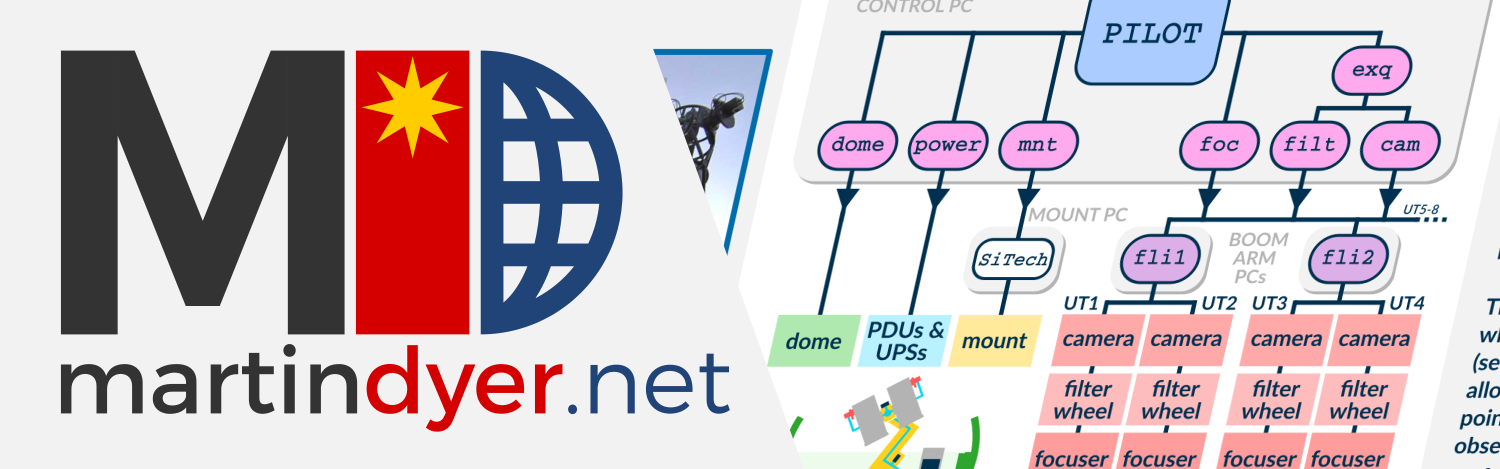 MD
martindyer.net
CONTROL PC
PILOT
exq
dome
power
mnt
foc
filt
cam
UT5-8
MOUNT PC
SiTech
fli1
BOOM
ARM
PCs
fli2
UT1
UT2
UT3
UT4
dome
PDUs &
UPSs
mount
camera
camera
camera
camera
filter
wheel
filter
wheel
filter
wheel
filter
wheel
focuser
focuser
focuser
focuser